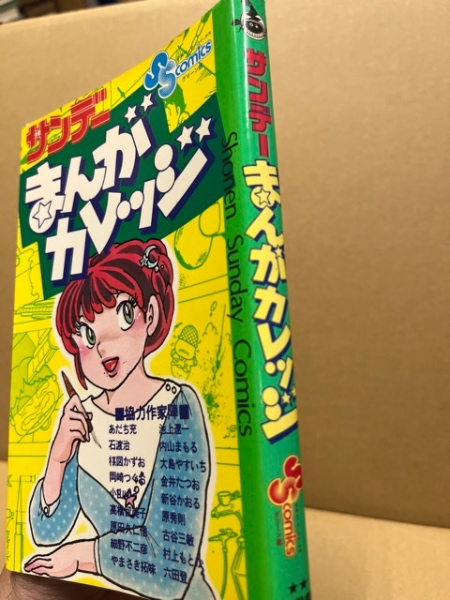 SS comics
サンデー
まんが
カレッジ
■協力作家陣■
あだち充
石渡治
楳図かずお
岡崎つぐお
高橋留美子
細野不二彦
やまさき拓味
池上遼一
内山まもる
大島やすいち
金井たつお
新谷かおる
原秀則
古谷三敏
村上もとか
六田登
Shonen Sunday Comics
サンデー
まんがカレッジ
SS comics